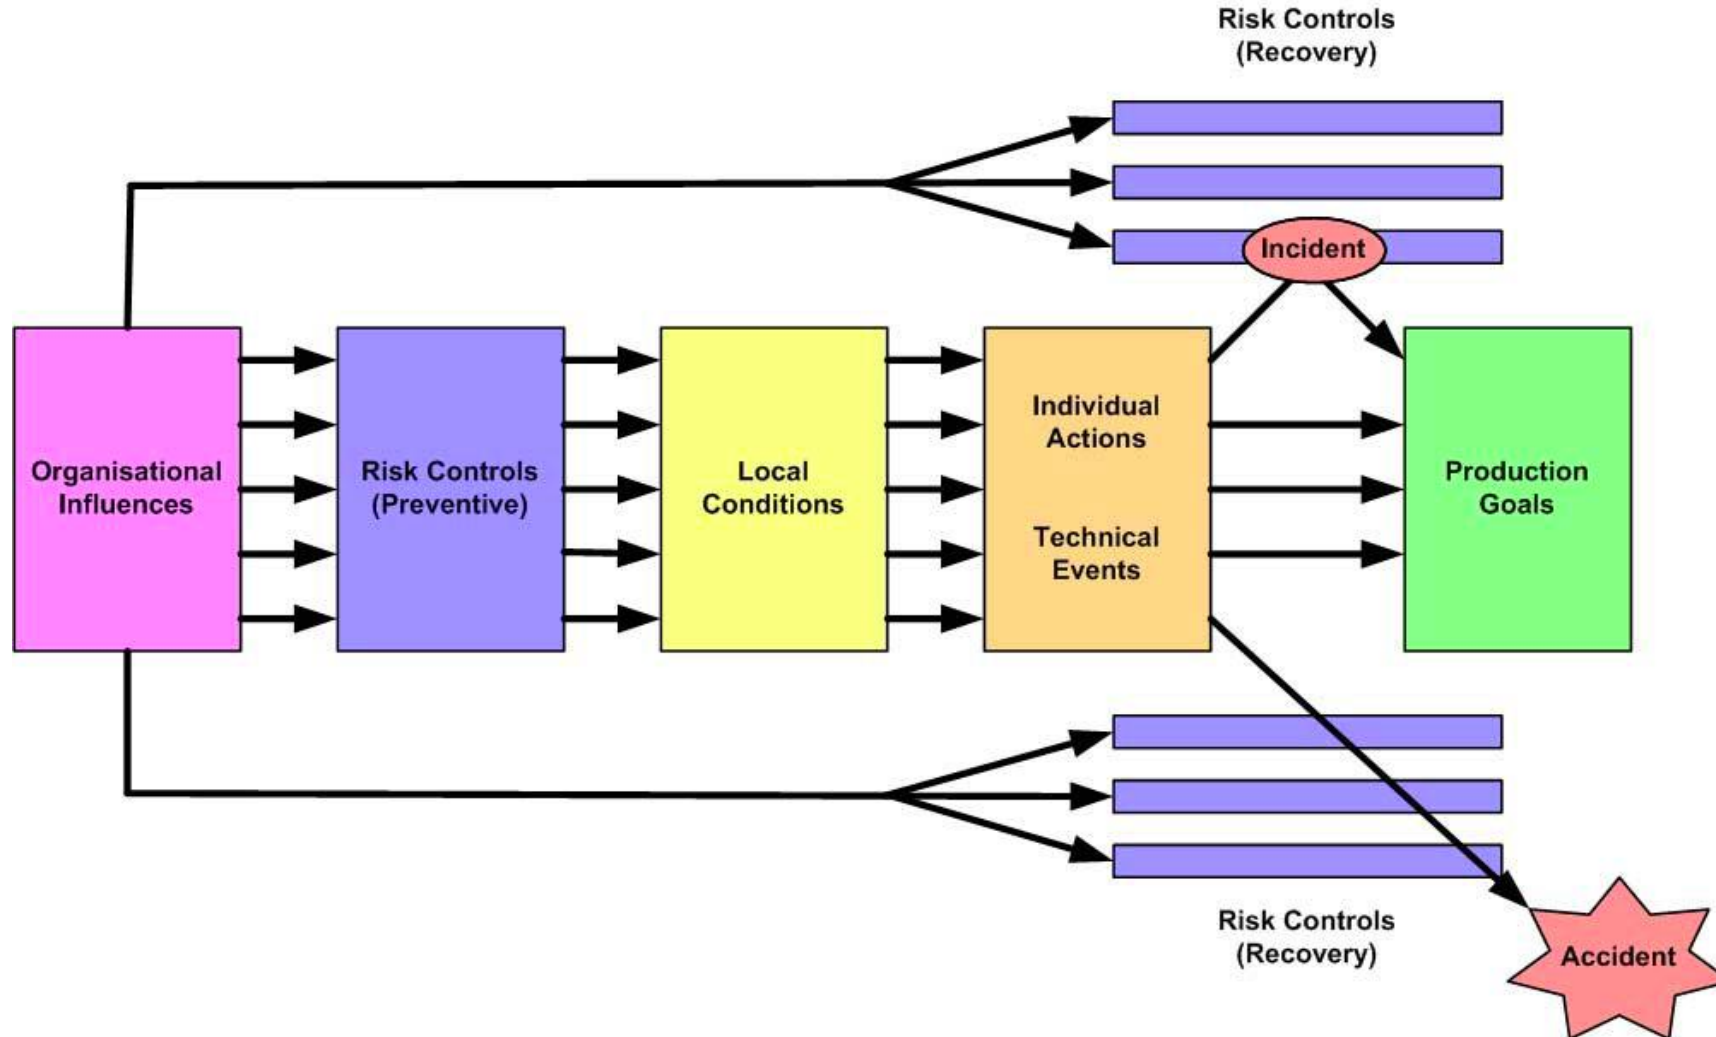 Risk Controls
(Recovery)
Incident
Organisational
Influences
Risk Controls
(Preventive)
Local
Conditions
Individual
Actions
Technical
Events
Production
Goals
Risk Controls
(Recovery)
Accident